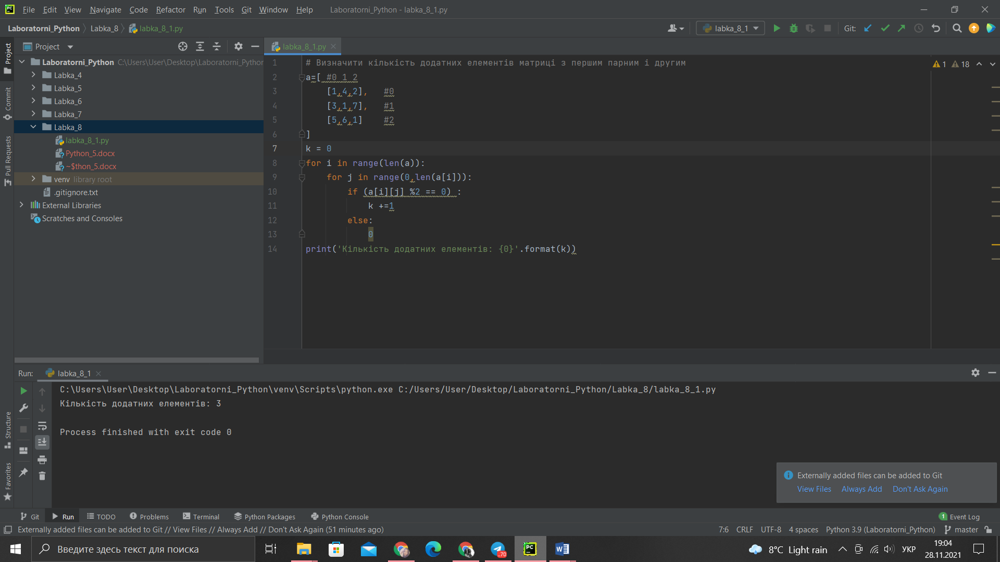 PC File Edit View Navigate Code Refactor Run Tools Git Window Help Laboratorni_Python - labka_8_1.py
Laboratorni_Python Labka_8 labka_8_1.py labka_8_1 Git:
Project
labka_8_1.py
Laboratorni_Python C:\Users\User\Desktop\Laboratorni_Python
Labka_4
Labka_5
Labka_6
Labka_7
Labka_8
labka_8_1.py
Python_5.docx
~$thon_5.docx
venv library root
.gitignore.txt
External Libraries
Scratches and Consoles
Project
Commit
Pull Requests
Structure
Favorites
1 # Визначити кількість додатних елементів матриці з першим парним і другим
2 a=[ #0 1 2
3 [1,4,2], #0
4 [3,1,7], #1
5 [5,6,1] #2
6 ]
7 k = 0
8 for i in range(len(a)):
9 for j in range(0,len(a[i])):
10 if (a[i][j] %2 == 0) :
11 k +=1
12 else:
13 0
14 print('Кількість додатних елементів: {0}'.format(k))
1 18
Run: labka_8_1
C:\Users\User\Desktop\Laboratorni_Python\venv\Scripts\python.exe C:/Users/User/Desktop/Laboratorni_Python/Labka_8/labka_8_1.py
Кількість додатних елементів: 3
Process finished with exit code 0
Externally added files can be added to Git
View Files Always Add Don't Ask Again
Git Run TODO Problems Terminal Python Packages Python Console 1 Event Log
Externally added files can be added to Git // View Files // Always Add // Don't Ask Again (51 minutes ago) 7:6 CRLF UTF-8 4 spaces Python 3.9 (Laboratorni_Python) master
Введите здесь текст для поиска ..70 PC 8°C Light rain УКР 19:04
28.11.2021